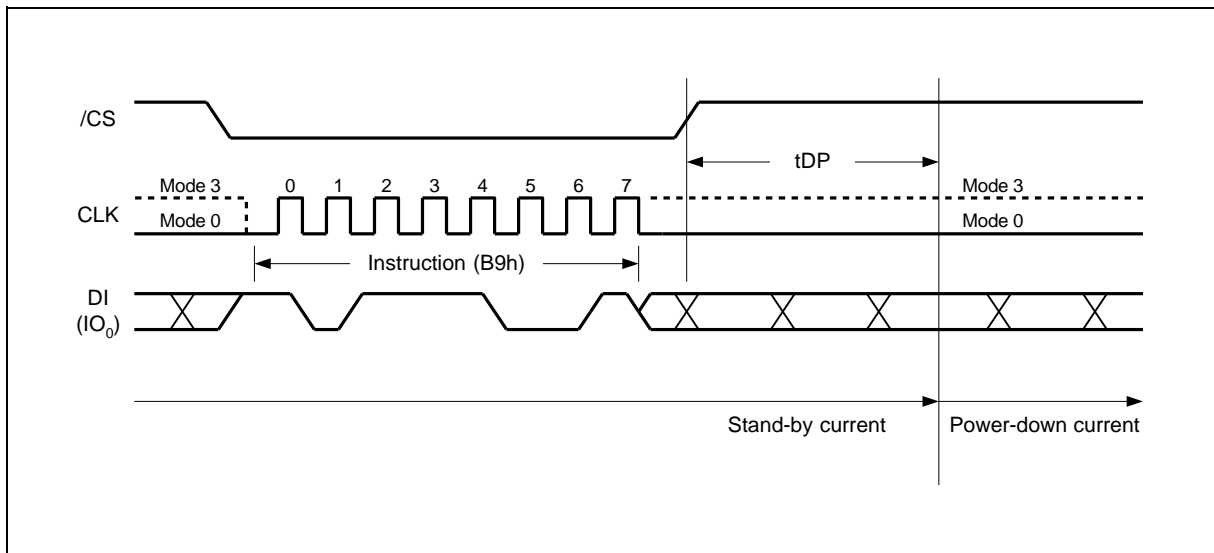 /CS
tDP
Mode 3 0 1 2 3 4 5 6 7 Mode 3
CLK
Mode 0 Mode 0
Instruction (B9h)
DI
(IO₀)
Stand-by current Power-down current